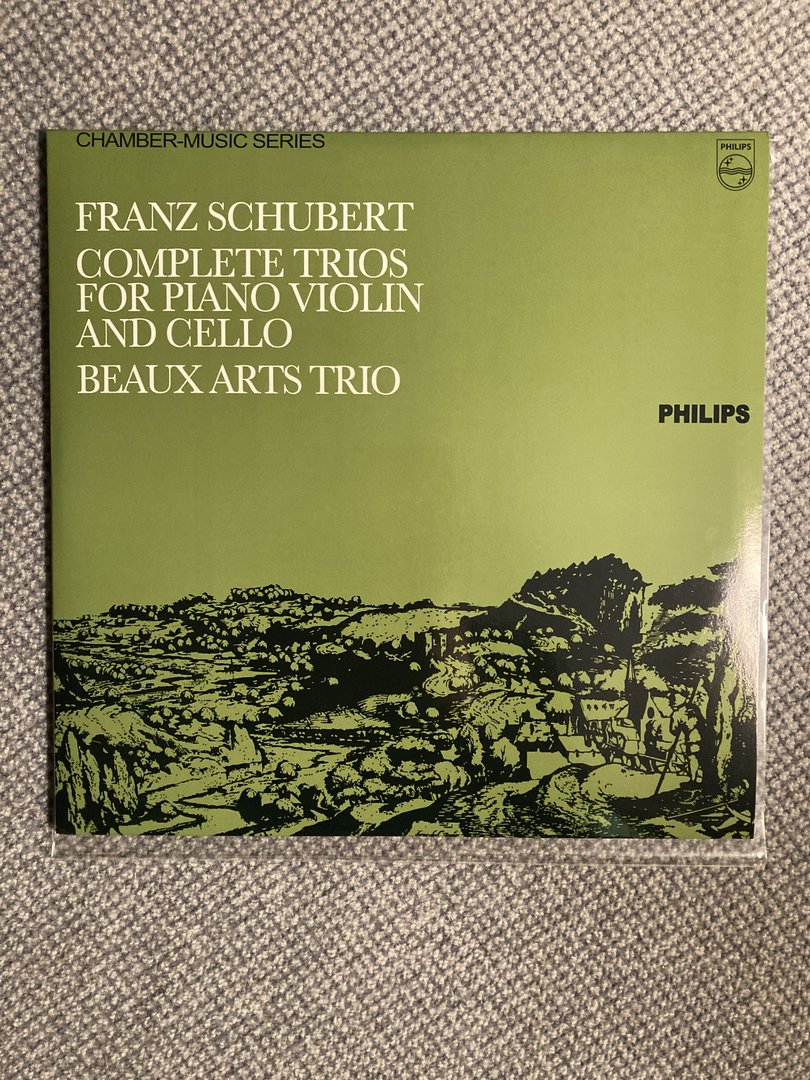 CHAMBER-MUSIC SERIES
PHILIPS
FRANZ SCHUBERT
COMPLETE TRIOS
FOR PIANO VIOLIN
AND CELLO
BEAUX ARTS TRIO
PHILIPS